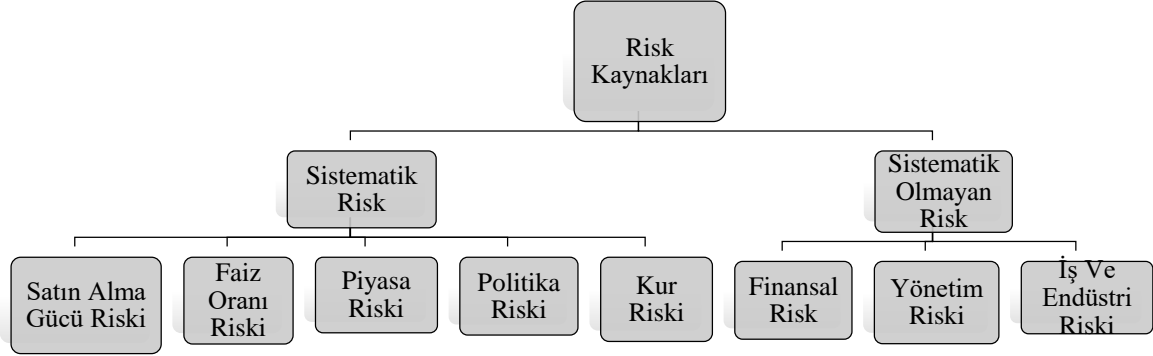 Risk
Kaynakları
Sistematik
Risk
Sistematik
Olmayan
Risk
Satın Alma
Gücü Riski
Faiz
Oranı
Riski
Piyasa
Riski
Politika
Riski
Kur
Riski
Finansal
Risk
Yönetim
Riski
İş Ve
Endüstri
Riski